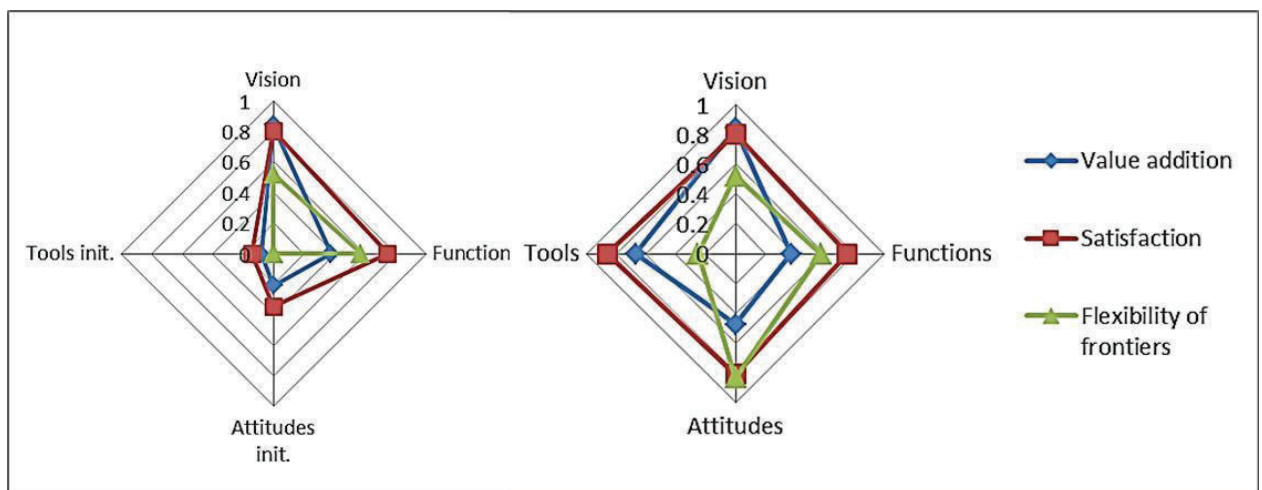 Vision
1
0.8
0.6
0.4
0.2
0
Tools init.
Function
Attitudes
init.
Vision
1
0.8
0.6
0.4
0.2
0
Tools
Functions
Attitudes
Value addition
Satisfaction
Flexibility of
frontiers